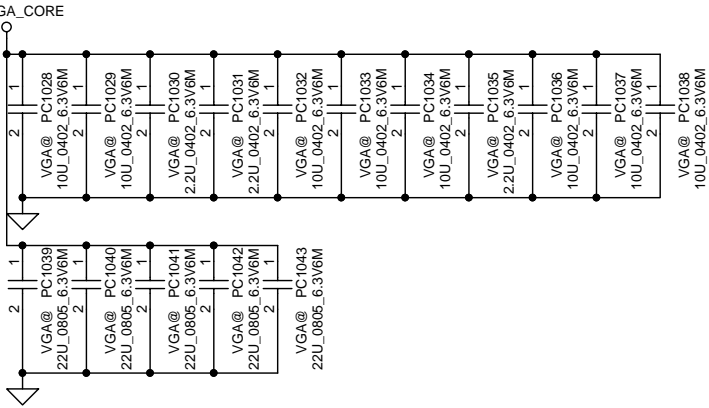 GA_CORE
1
2
VGA@ PC1028
10U_0402_6.3V6M
1
2
VGA@ PC1029
10U_0402_6.3V6M
1
2
VGA@ PC1030
2.2U_0402_6.3V6M
1
2
VGA@ PC1031
2.2U_0402_6.3V6M
1
2
VGA@ PC1032
10U_0402_6.3V6M
1
2
VGA@ PC1033
10U_0402_6.3V6M
1
2
VGA@ PC1034
10U_0402_6.3V6M
1
2
VGA@ PC1035
2.2U_0402_6.3V6M
1
2
VGA@ PC1036
10U_0402_6.3V6M
1
2
VGA@ PC1037
10U_0402_6.3V6M
1
2
VGA@ PC1038
10U_0402_6.3V6M
1
2
VGA@ PC1039
22U_0805_6.3V6M
1
2
VGA@ PC1040
22U_0805_6.3V6M
1
2
VGA@ PC1041
22U_0805_6.3V6M
1
2
VGA@ PC1042
22U_0805_6.3V6M
1
2
VGA@ PC1043
22U_0805_6.3V6M